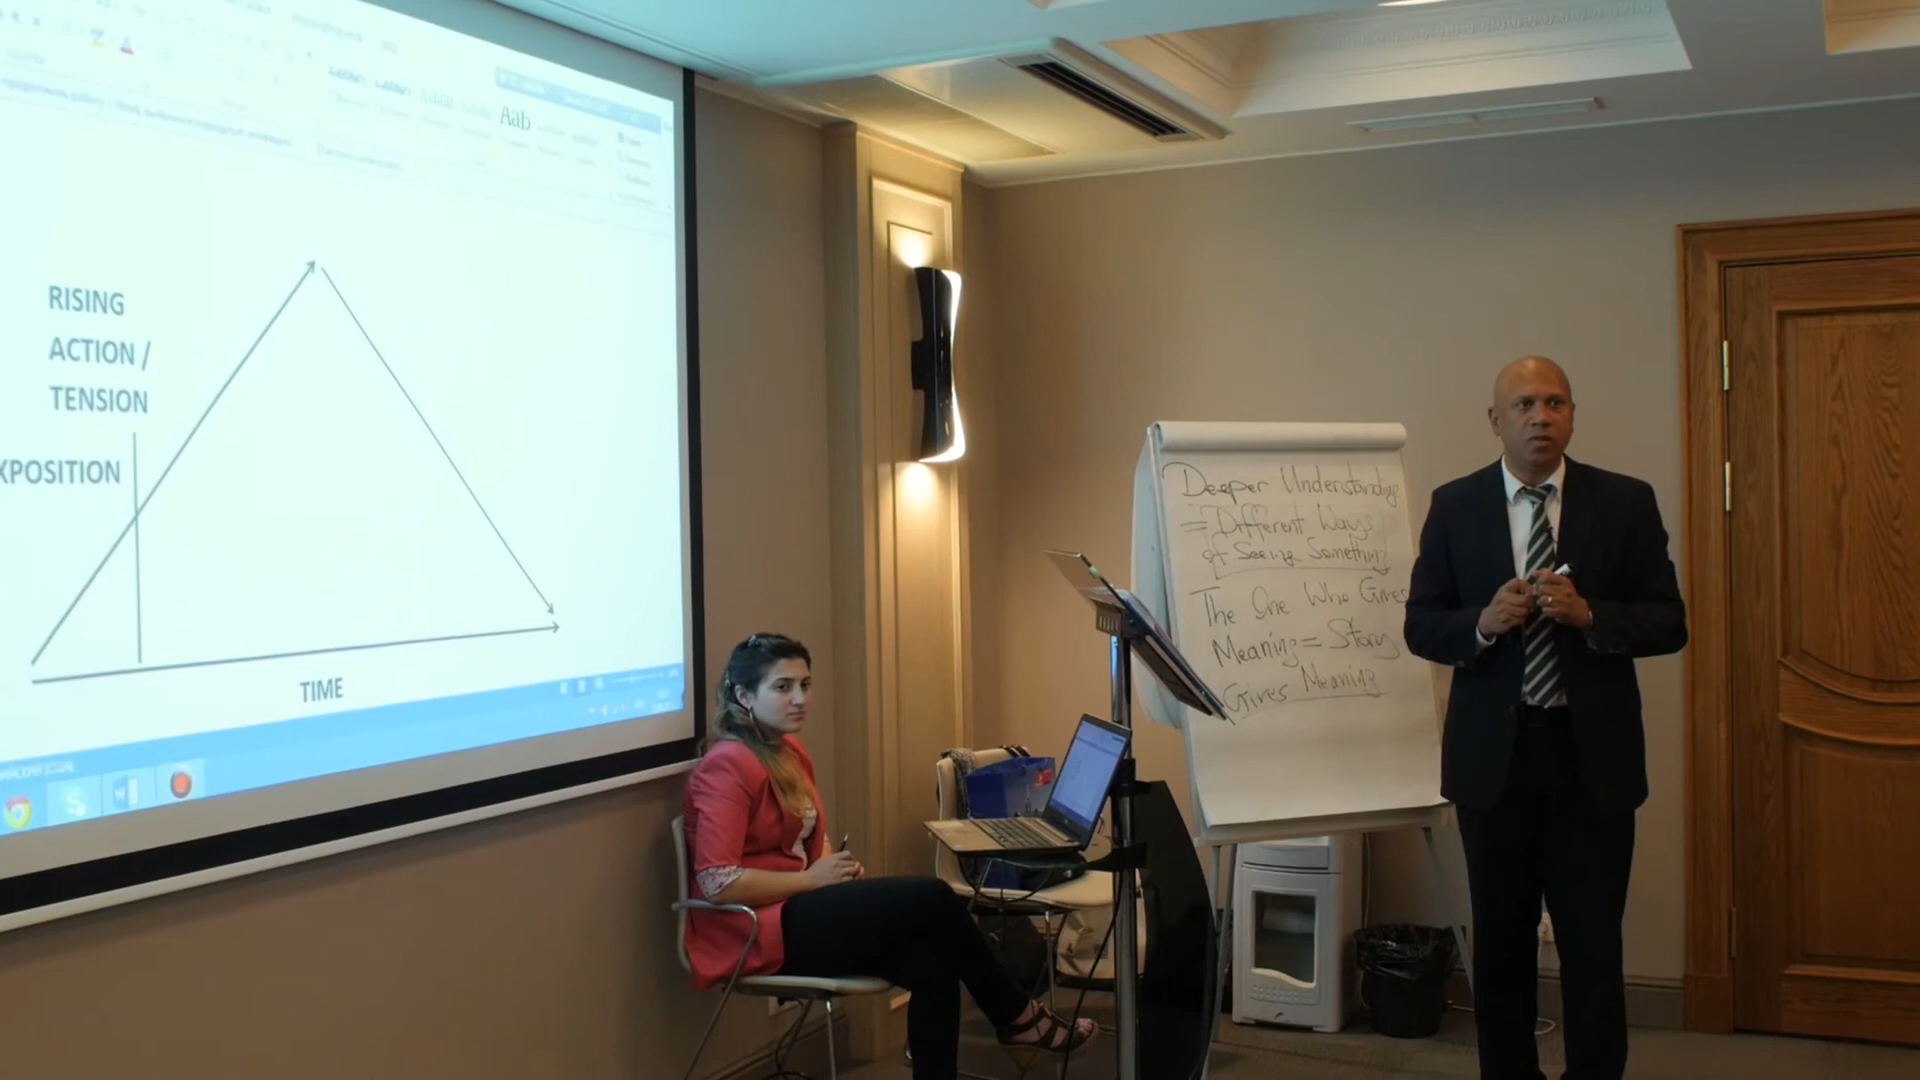 Aab
RISING
ACTION /
TENSION
XPOSITION
TIME
Deeper Understanding
= Different Ways
of Seeing Something
The One Who Gives
Meaning = Story
Gives Meaning